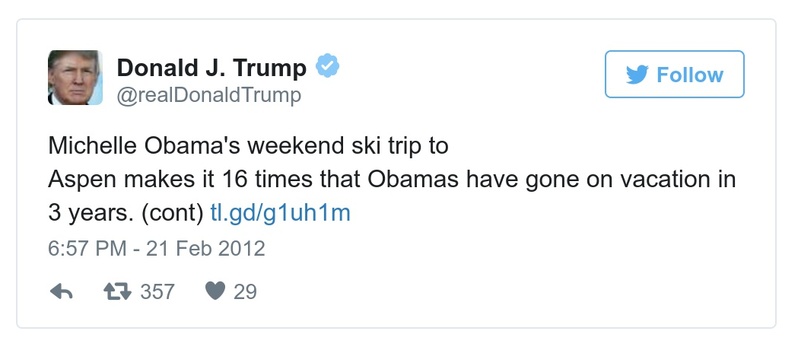 Donald J. Trump
@realDonaldTrump
Follow
Michelle Obama's weekend ski trip to
Aspen makes it 16 times that Obamas have gone on vacation in
3 years. (cont) tl.gd/g1uh1m
6:57 PM - 21 Feb 2012
357 29